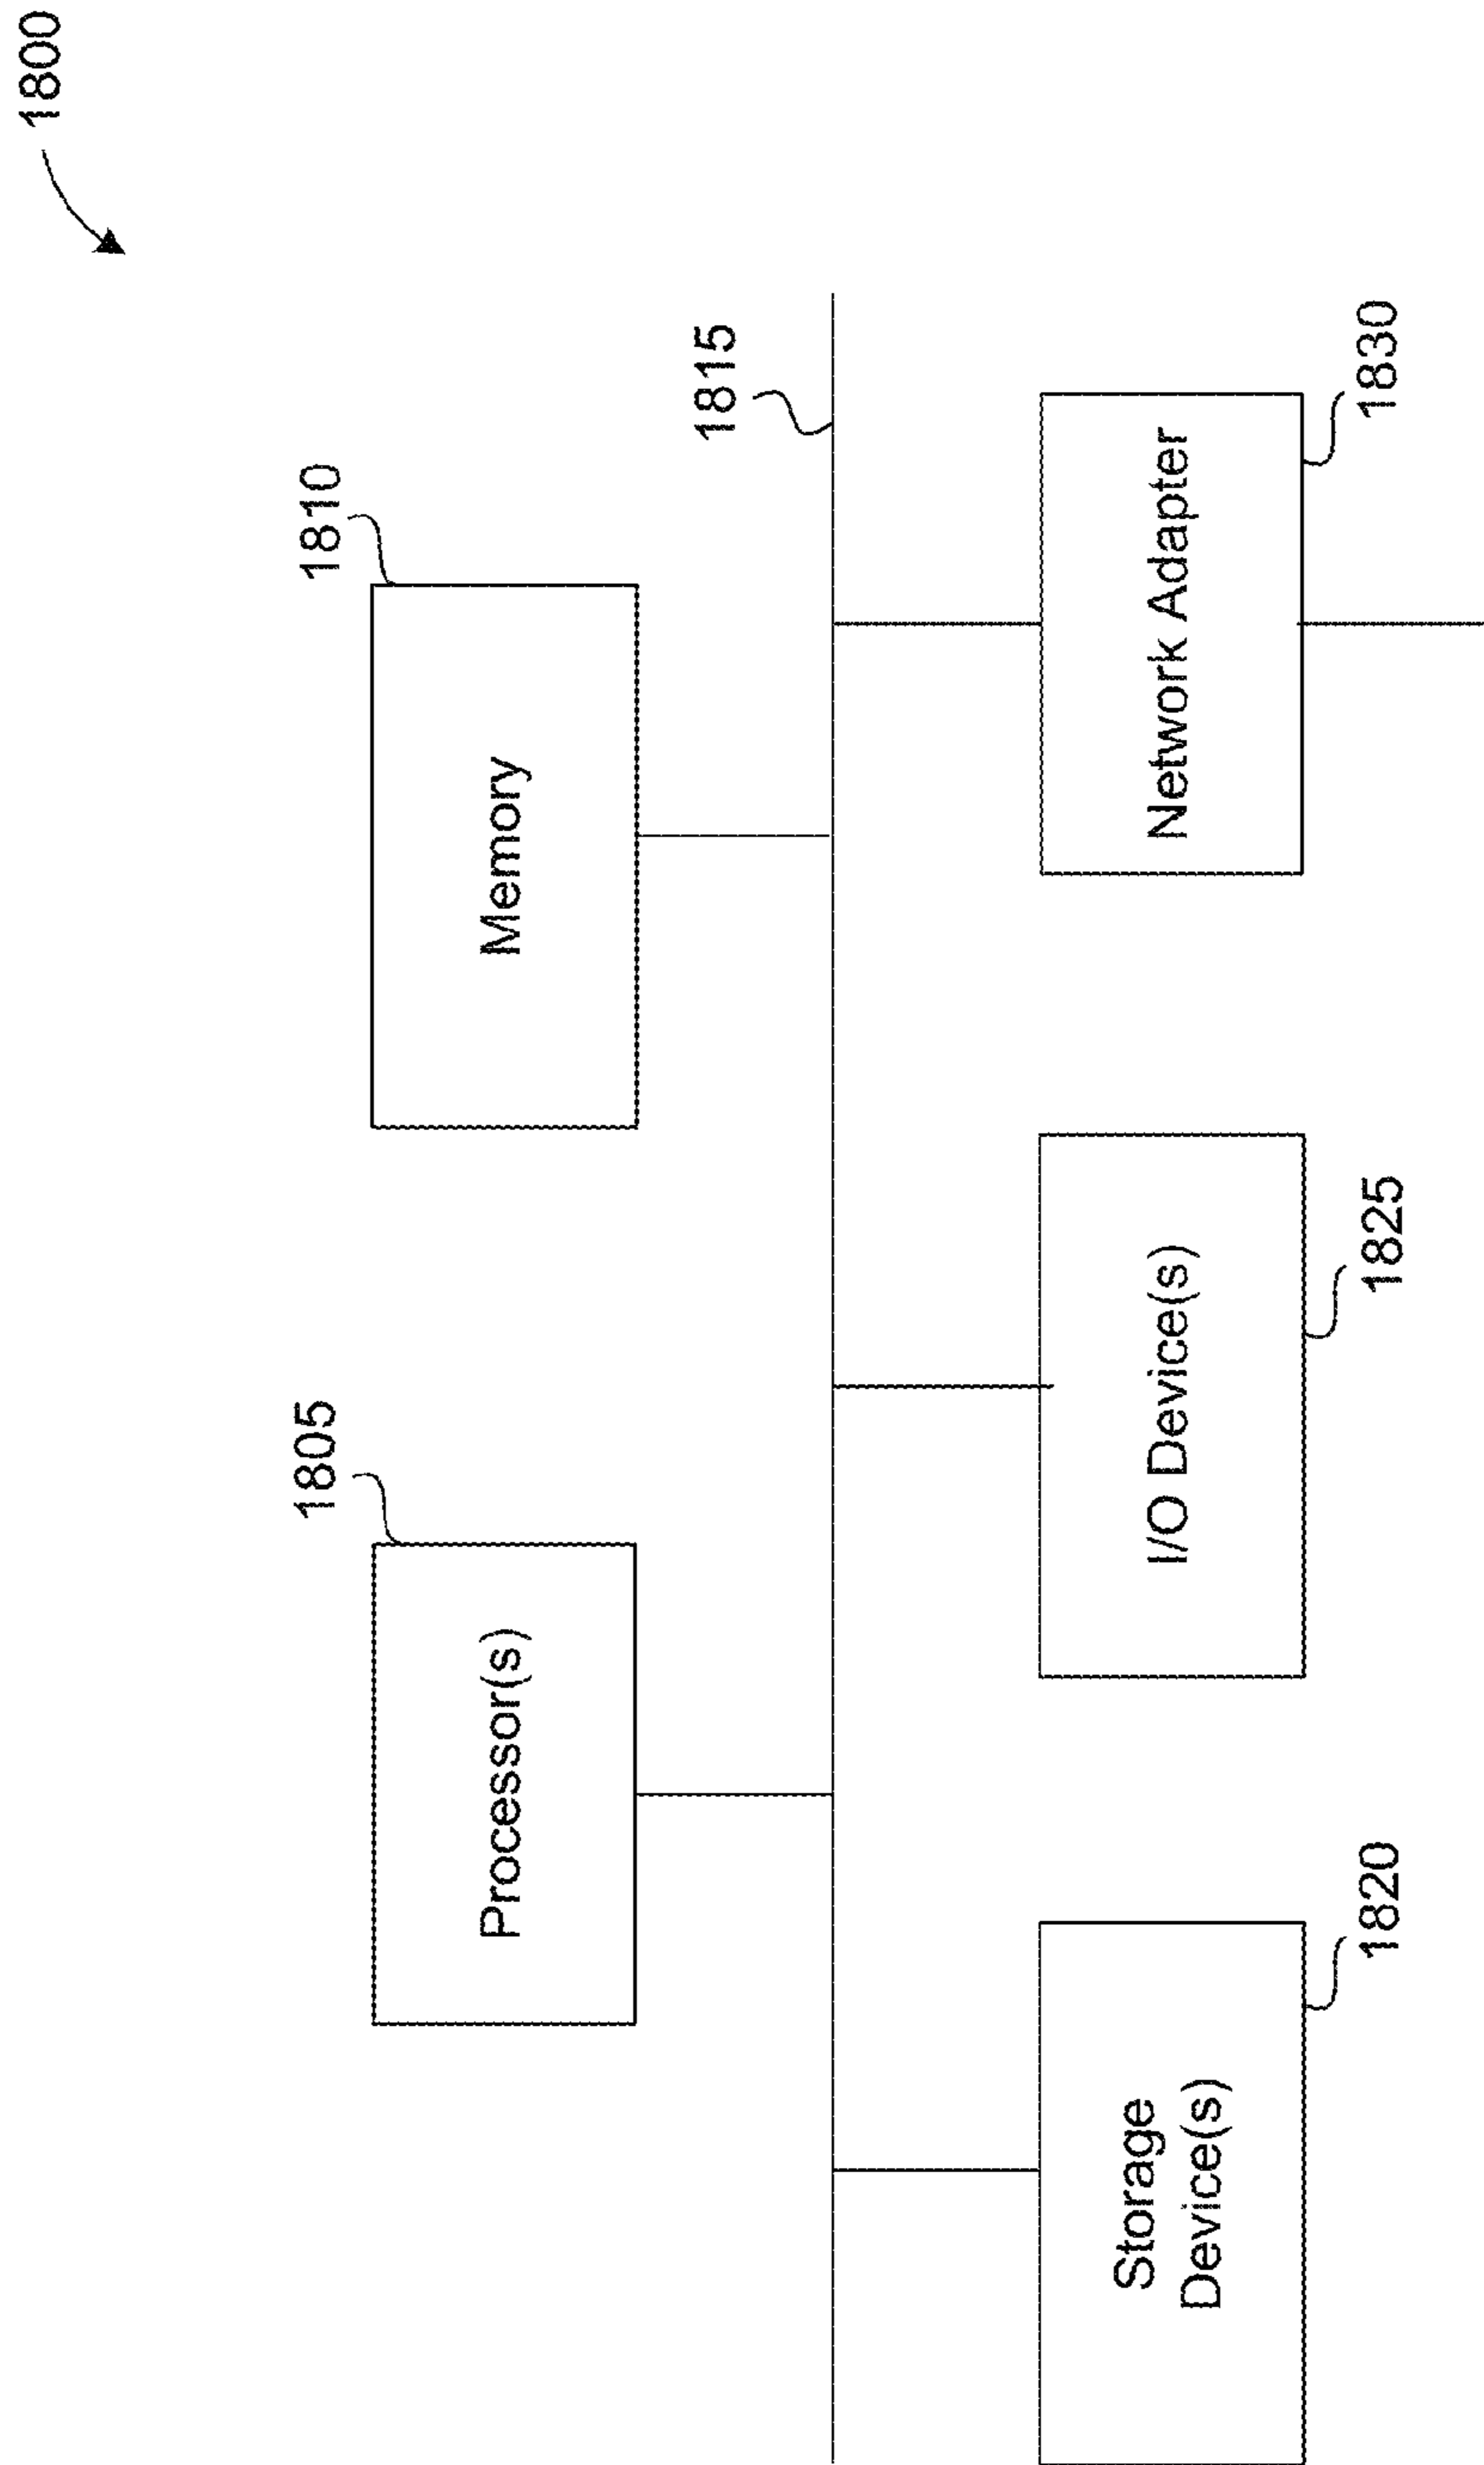 1800
1805
1810
Processor(s)
Memory
1815
Storage
Device(s)
I/O Device(s)
Network Adapter
1820
1825
1830